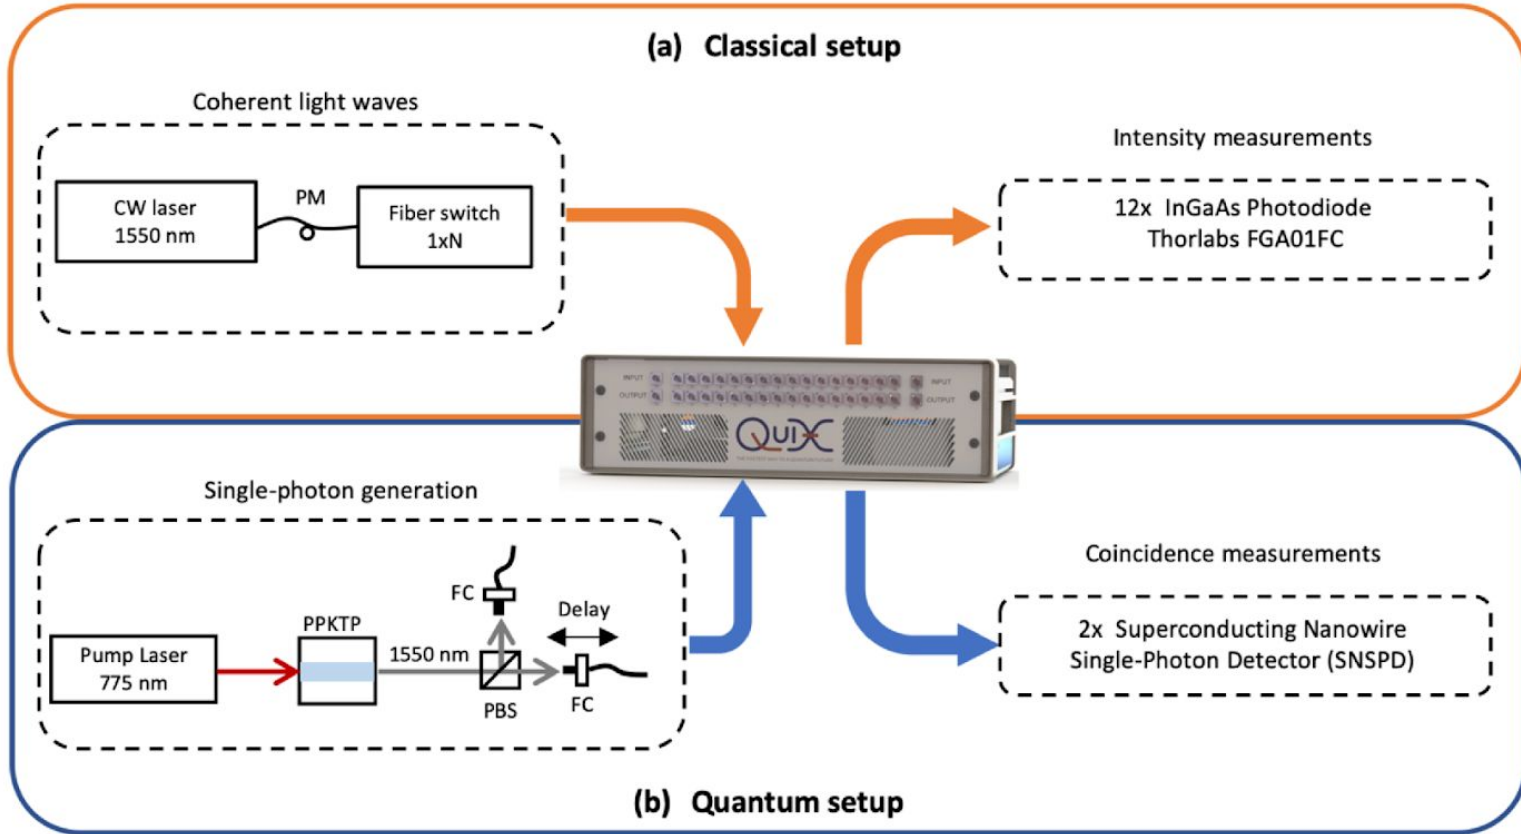 (a) Classical setup
Coherent light waves
CW laser
1550 nm
PM
Fiber switch
1xN
Intensity measurements
12x InGaAs Photodiode
Thorlabs FGA01FC
INPUT
INPUT
OUTPUT
OUTPUT
QuiX
Single-photon generation
Pump Laser
775 nm
PPKTP
1550 nm
PBS
FC
Delay
FC
Coincidence measurements
2x Superconducting Nanowire
Single-Photon Detector (SNSPD)
(b) Quantum setup